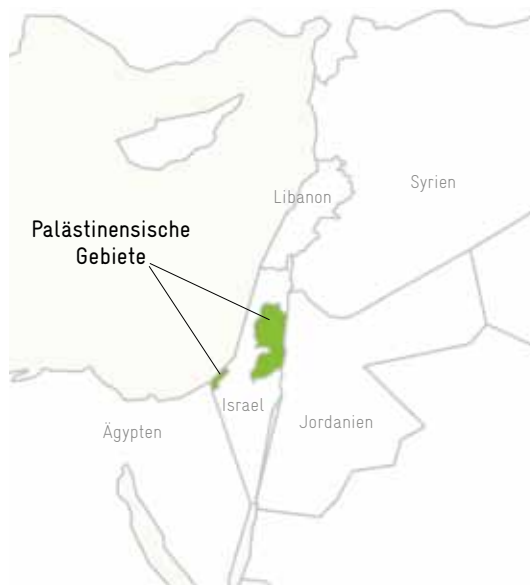 Libanon
Syrien
Palästinensische
Gebiete
Israel
Jordanien
Ägypten